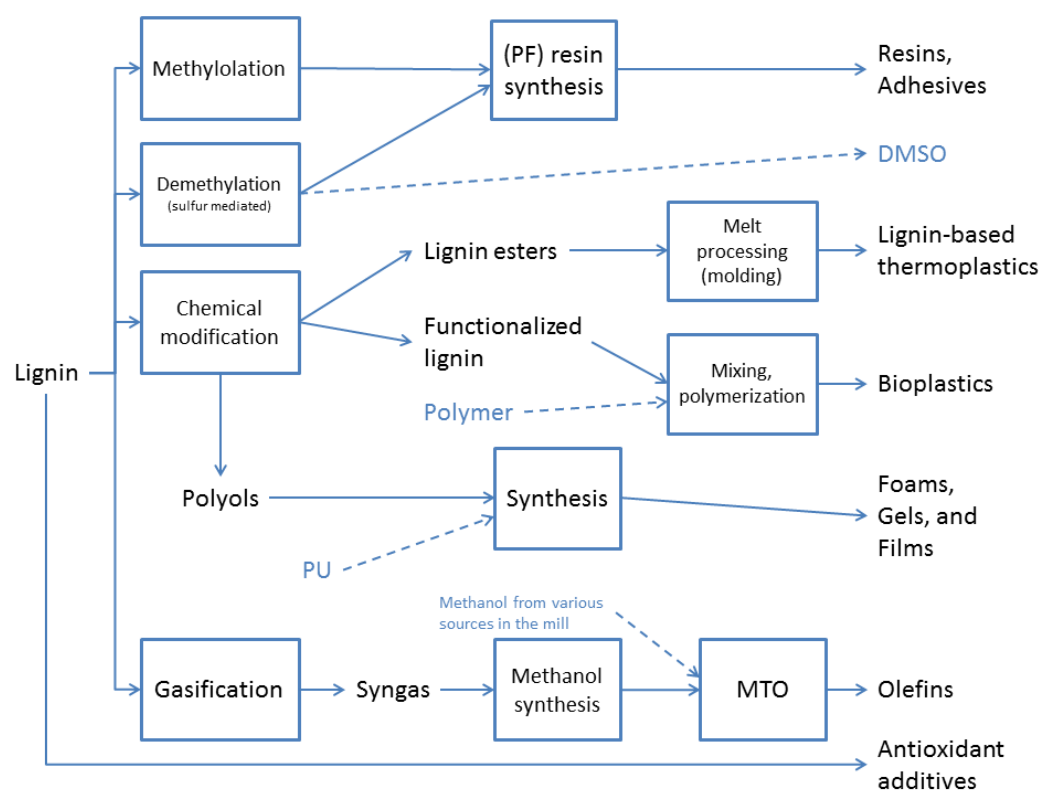 Methylolation
(PF) resin
synthesis
Resins,
Adhesives
Demethylation
(sulfur mediated)
DMSO
Chemical
modification
Lignin esters
Melt
processing
(molding)
Lignin-based
thermoplastics
Functionalized
lignin
Lignin
Polymer
Mixing,
polymerization
Bioplastics
Polyols
Synthesis
Foams,
Gels, and
Films
PU
Methanol from various
sources in the mill
Gasification
Syngas
Methanol
synthesis
MTO
Olefins
Antioxidant
additives